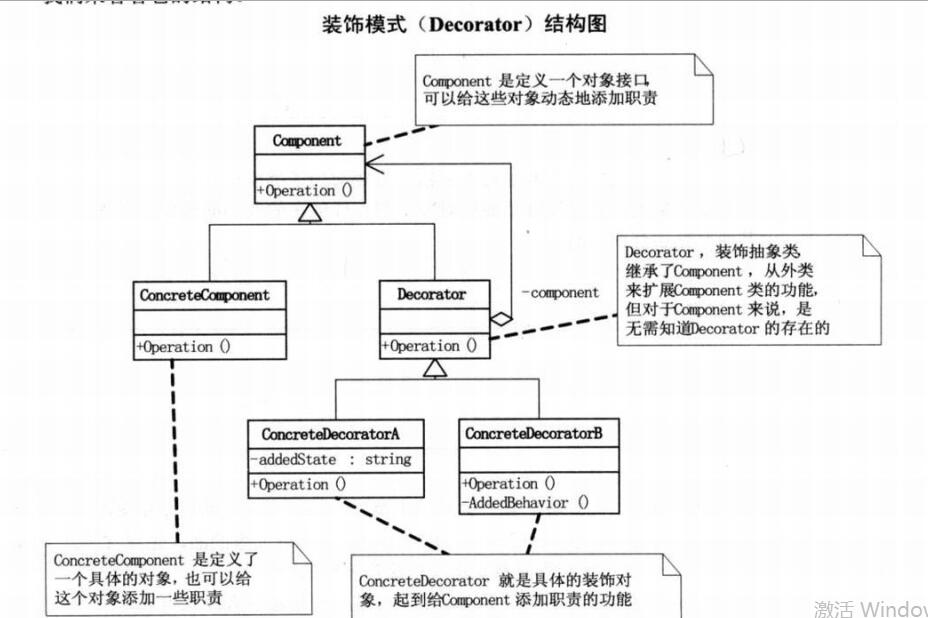 装饰模式（Decorator）结构图
Component 是定义一个对象接口，
可以给这些对象动态地添加职责
Component
+Operation()
Decorator，装饰抽象类，
继承了Component，从外类
来扩展Component 类的功能，
但对于Component 来说，是
无需知道Decorator 的存在的
ConcreteComponent
+Operation()
Decorator
+Operation()
-component
ConcreteDecoratorA
-addedState : string
+Operation()
ConcreteDecoratorB
+Operation()
-AddedBehavior()
ConcreteComponent 是定义了
一个具体的对象，也可以给
这个对象添加一些职责
ConcreteDecorator 就是具体的装饰对
象，起到给Component 添加职责的功能
激活 Window